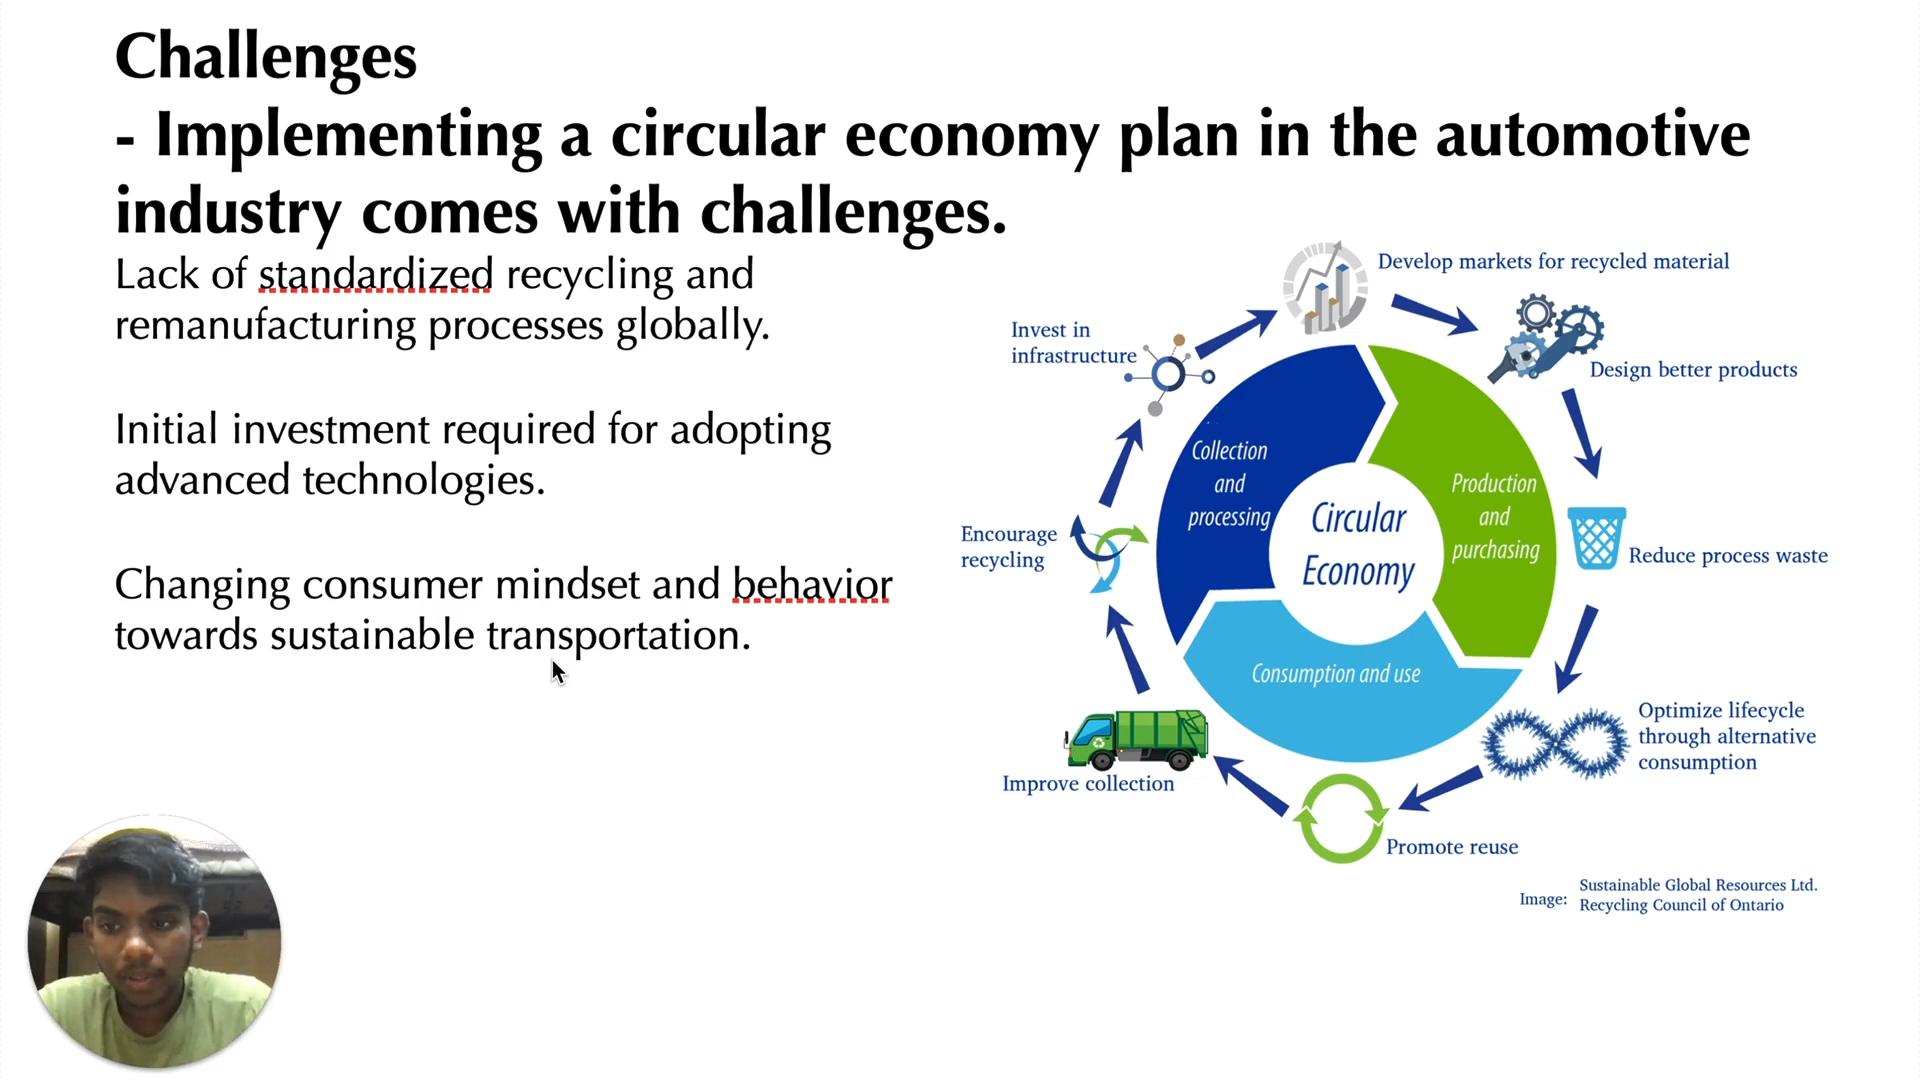 Challenges
- Implementing a circular economy plan in the automotive
industry comes with challenges.
Lack of standardized recycling and
remanufacturing processes globally.
Initial investment required for adopting
advanced technologies.
Changing consumer mindset and behavior
towards sustainable transportation.
Develop markets for recycled material
Design better products
Reduce process waste
Optimize lifecycle
through alternative
consumption
Promote reuse
Improve collection
Encourage
recycling
Invest in
infrastructure
Collection
and
processing
Production
and
purchasing
Consumption and use
Circular
Economy
Image: Sustainable Global Resources Ltd.
Recycling Council of Ontario